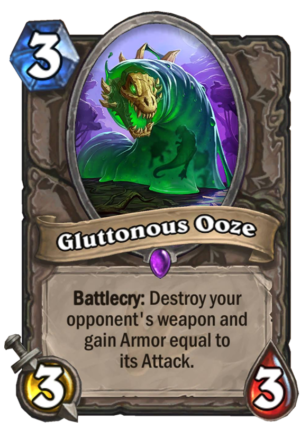 3
Gluttonous Ooze
Battlecry: Destroy your
opponent's weapon and
gain Armor equal to
its Attack.
3
3